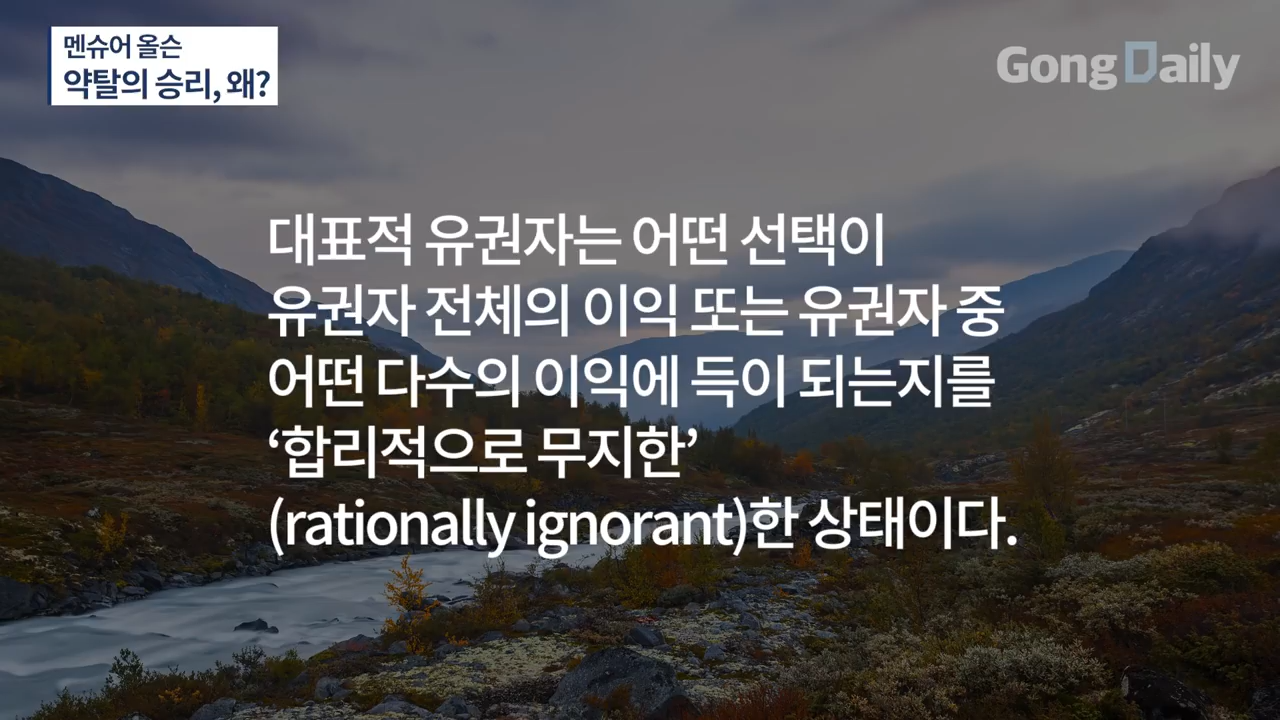 멘슈어 올슨
약탈의 승리, 왜?
Gong Daily
대표적 유권자는 어떤 선택이
유권자 전체의 이익 또는 유권자 중
어떤 다수의 이익에 득이 되는지를
‘합리적으로 무지한’
(rationally ignorant)한 상태이다.